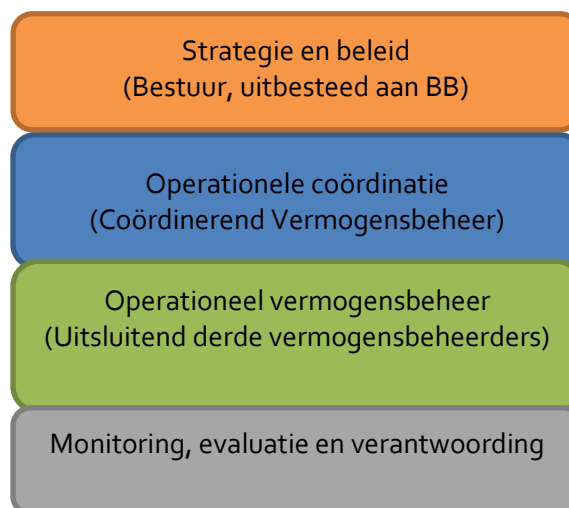 Strategie en beleid
(Bestuur, uitbesteed aan BB)
Operationele coördinatie
(Coördinerend Vermogensbeheer)
Operationeel vermogensbeheer
(Uitsluitend derde vermogensbeheerders)
Monitoring, evaluatie en verantwoording